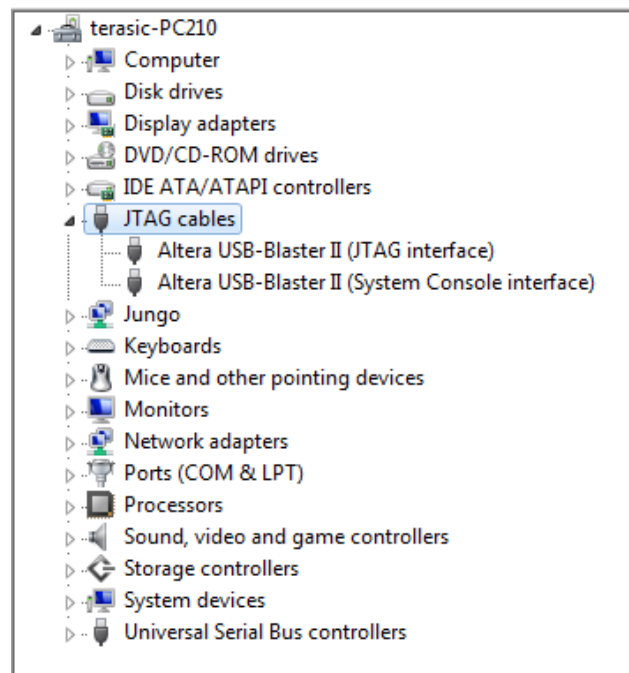 terasic-PC210
Computer
Disk drives
Display adapters
DVD/CD-ROM drives
IDE ATA/ATAPI controllers
JTAG cables
Altera USB-Blaster II (JTAG interface)
Altera USB-Blaster II (System Console interface)
Jungo
Keyboards
Mice and other pointing devices
Monitors
Network adapters
Ports (COM & LPT)
Processors
Sound, video and game controllers
Storage controllers
System devices
Universal Serial Bus controllers